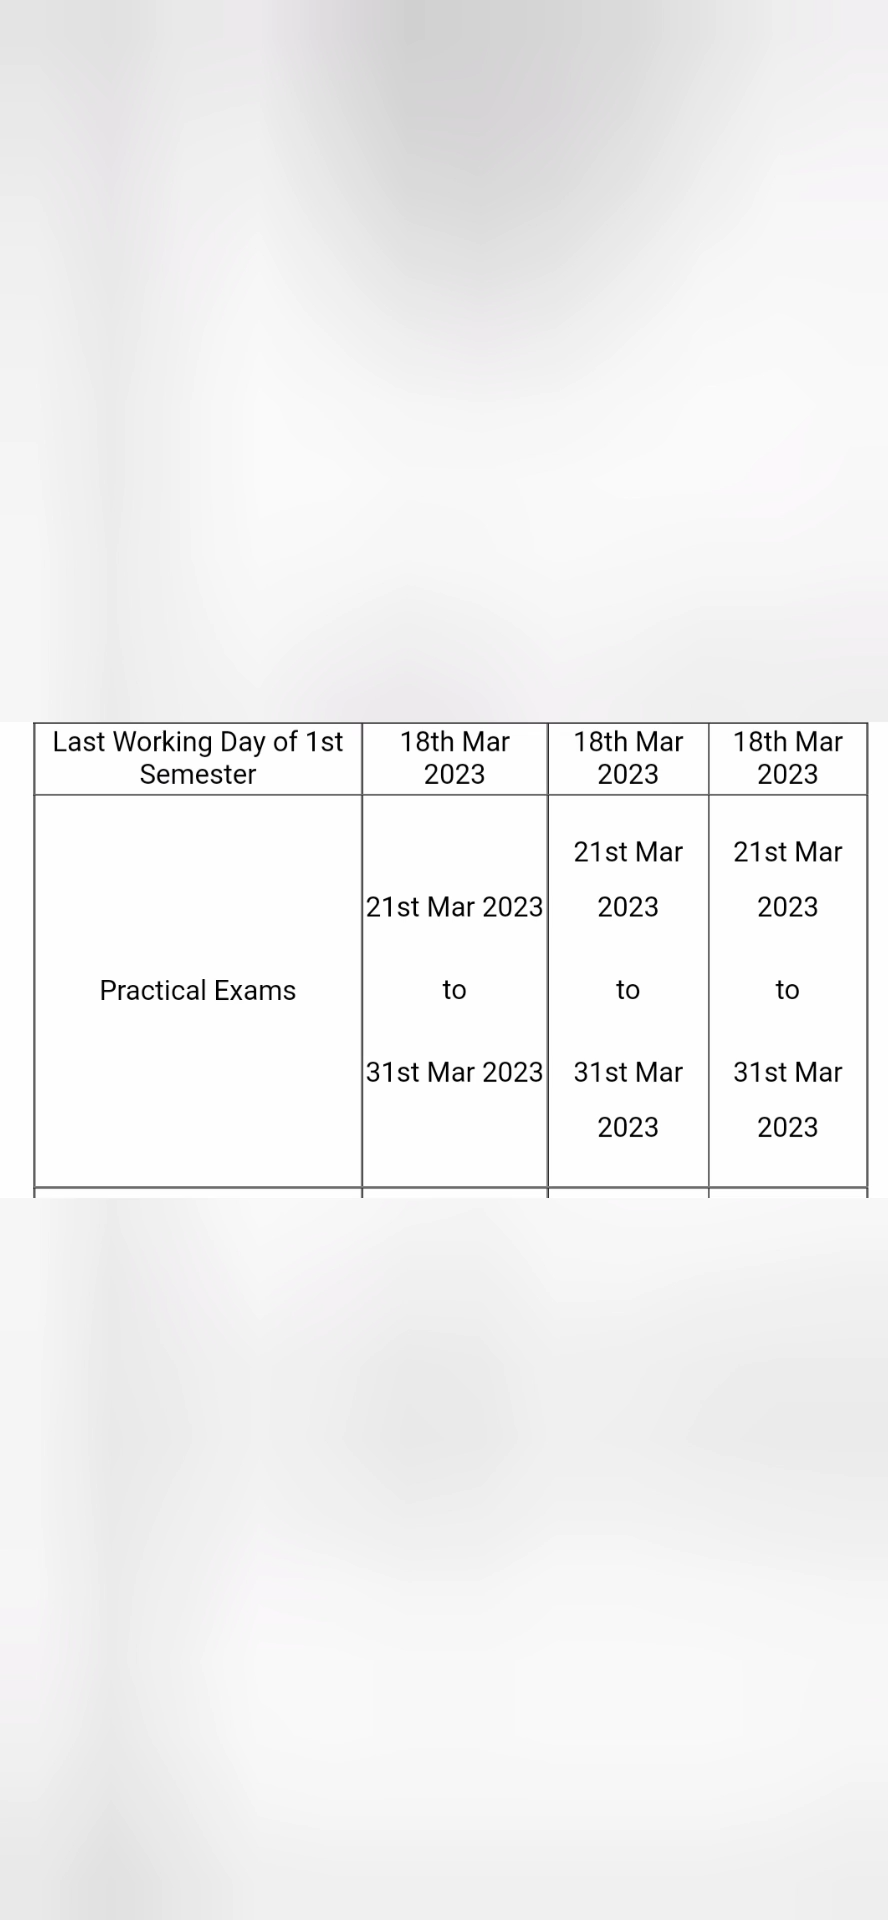 Last Working Day of 1st
Semester
18th Mar
2023
18th Mar
2023
18th Mar
2023
Practical Exams
21st Mar 2023
to
31st Mar 2023
21st Mar
2023
to
31st Mar
2023
21st Mar
2023
to
31st Mar
2023